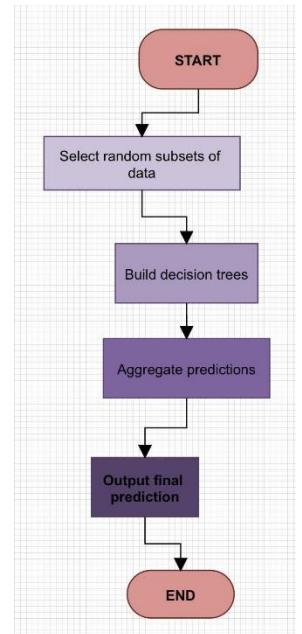 START
Select random subsets of
data
Build decision trees
Aggregate predictions
Output final
prediction
END